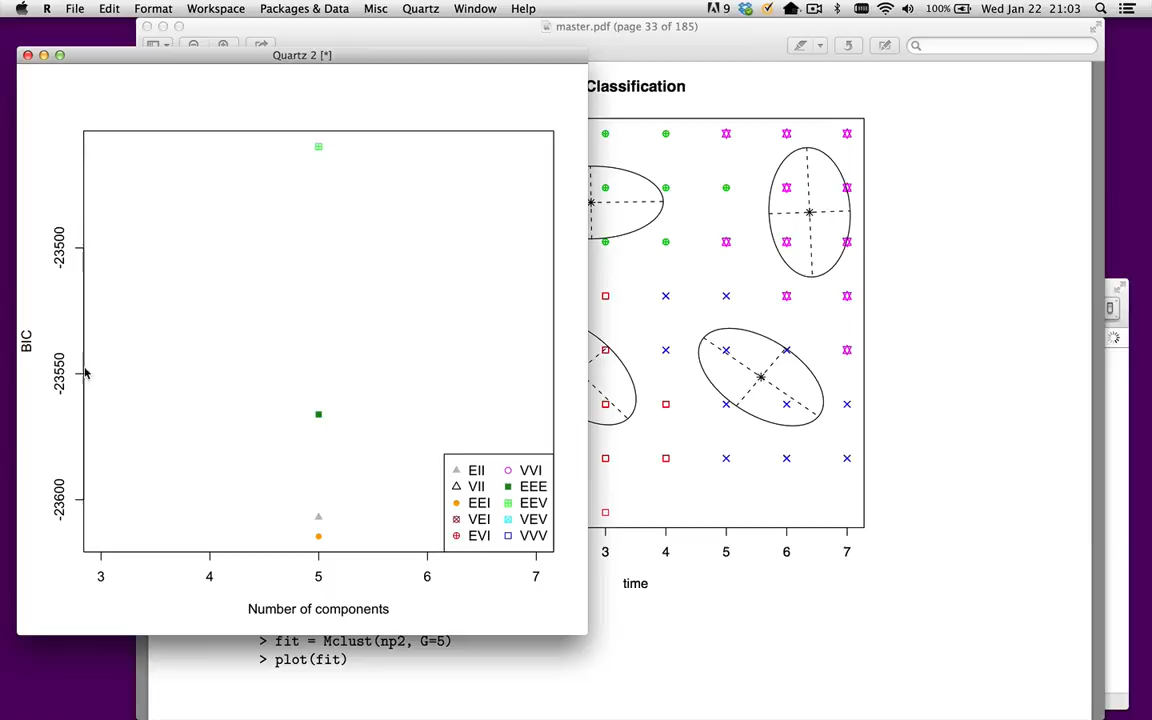 R File Edit Format Workspace Packages & Data Misc Quartz Window Help 9 100% Wed Jan 22 21:03
master.pdf (page 33 of 185)
Quartz 2 [*]
Classification
BIC
-23500
-23550
-23600
EII VVI
VII EEE
EEI EEV
VEI VEV
EVI VVV
3 4 5 6 7
Number of components
3 4 5 6 7
time
> fit = Mclust(np2, G=5)
> plot(fit)